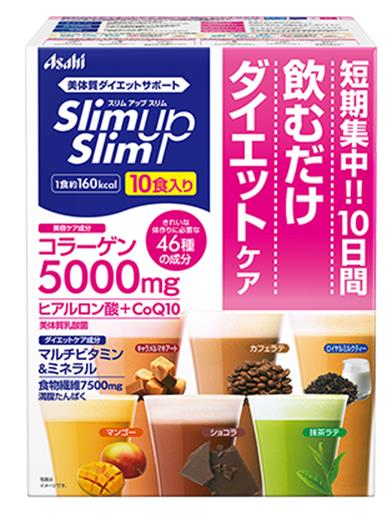 Asahi
美体質ダイエットサポート
スリム アップ スリム
Slim up
Slim
1食約160kcal
10食入り
短期集中!!10日間
飲むだけ
ダイエットケア
美容ケア成分
コラーゲン
5000mg
ヒアルロン酸+CoQ10
美体質乳酸菌
きれいな
体作りに必要な
46種
の成分
ダイエットケア成分
マルチビタミン
&ミネラル
食物繊維7500mg
満腹たんぱく
キャラメルマキアート
カフェラテ
ロイヤルミルクティー
マンゴー
ショコラ
抹茶ラテ
写真は
イメージです。